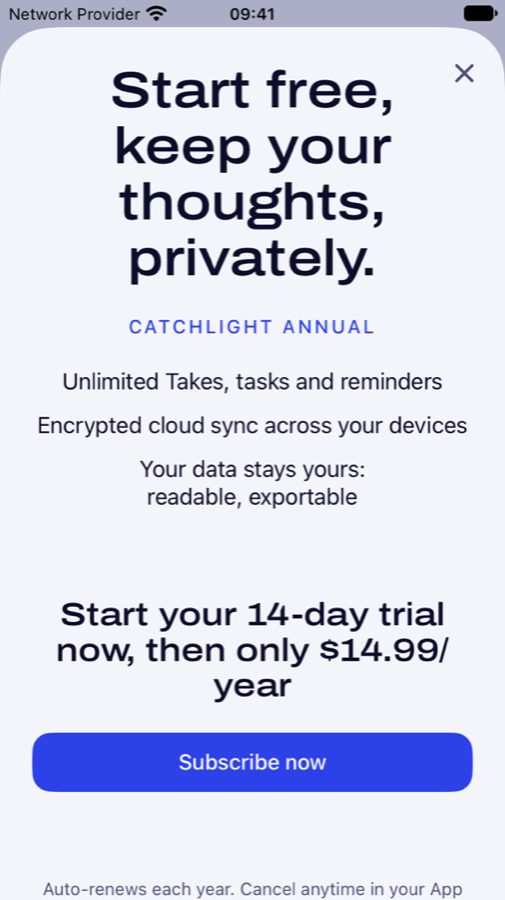 Network Provider 09:41
Start free,
keep your
thoughts,
privately.
CATCHLIGHT ANNUAL
Unlimited Takes, tasks and reminders
Encrypted cloud sync across your devices
Your data stays yours:
readable, exportable
Start your 14-day trial
now, then only $14.99/
year
Subscribe now
Auto-renews each year. Cancel anytime in your App